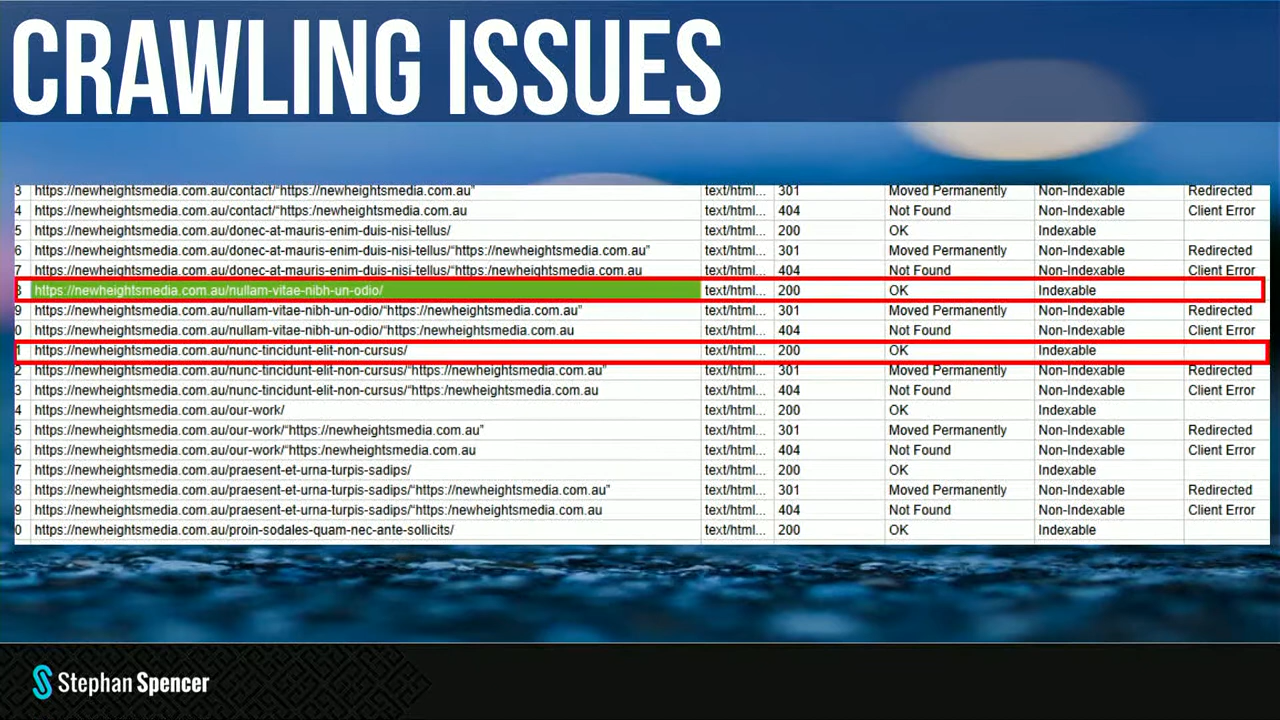 CRAWLING ISSUES
3 https://newheightsmedia.com.au/contact/“https://newheightsmedia.com.au” text/html... 301 Moved Permanently Non-Indexable Redirected
4 https://newheightsmedia.com.au/contact/“https:/newheightsmedia.com.au text/html... 404 Not Found Non-Indexable Client Error
5 https://newheightsmedia.com.au/donec-at-mauris-enim-duis-nisi-tellus/ text/html... 200 OK Indexable
6 https://newheightsmedia.com.au/donec-at-mauris-enim-duis-nisi-tellus/“https://newheightsmedia.com.au” text/html... 301 Moved Permanently Non-Indexable Redirected
7 https://newheightsmedia.com.au/donec-at-mauris-enim-duis-nisi-tellus/“https:/newheightsmedia.com.au text/html... 404 Not Found Non-Indexable Client Error
8 https://newheightsmedia.com.au/nullam-vitae-nibh-un-odio/ text/html... 200 OK Indexable
9 https://newheightsmedia.com.au/nullam-vitae-nibh-un-odio/“https://newheightsmedia.com.au” text/html... 301 Moved Permanently Non-Indexable Redirected
0 https://newheightsmedia.com.au/nullam-vitae-nibh-un-odio/“https:/newheightsmedia.com.au text/html... 404 Not Found Non-Indexable Client Error
1 https://newheightsmedia.com.au/nunc-tincidunt-elit-non-cursus/ text/html... 200 OK Indexable
2 https://newheightsmedia.com.au/nunc-tincidunt-elit-non-cursus/“https://newheightsmedia.com.au” text/html... 301 Moved Permanently Non-Indexable Redirected
3 https://newheightsmedia.com.au/nunc-tincidunt-elit-non-cursus/“https:/newheightsmedia.com.au text/html... 404 Not Found Non-Indexable Client Error
4 https://newheightsmedia.com.au/our-work/ text/html... 200 OK Indexable
5 https://newheightsmedia.com.au/our-work/“https://newheightsmedia.com.au” text/html... 301 Moved Permanently Non-Indexable Redirected
6 https://newheightsmedia.com.au/our-work/“https:/newheightsmedia.com.au text/html... 404 Not Found Non-Indexable Client Error
7 https://newheightsmedia.com.au/praesent-et-urna-turpis-sadips/ text/html... 200 OK Indexable
8 https://newheightsmedia.com.au/praesent-et-urna-turpis-sadips/“https://newheightsmedia.com.au” text/html... 301 Moved Permanently Non-Indexable Redirected
9 https://newheightsmedia.com.au/praesent-et-urna-turpis-sadips/“https:/newheightsmedia.com.au text/html... 404 Not Found Non-Indexable Client Error
0 https://newheightsmedia.com.au/proin-sodales-quam-nec-ante-sollicits/ text/html... 200 OK Indexable
Stephan Spencer